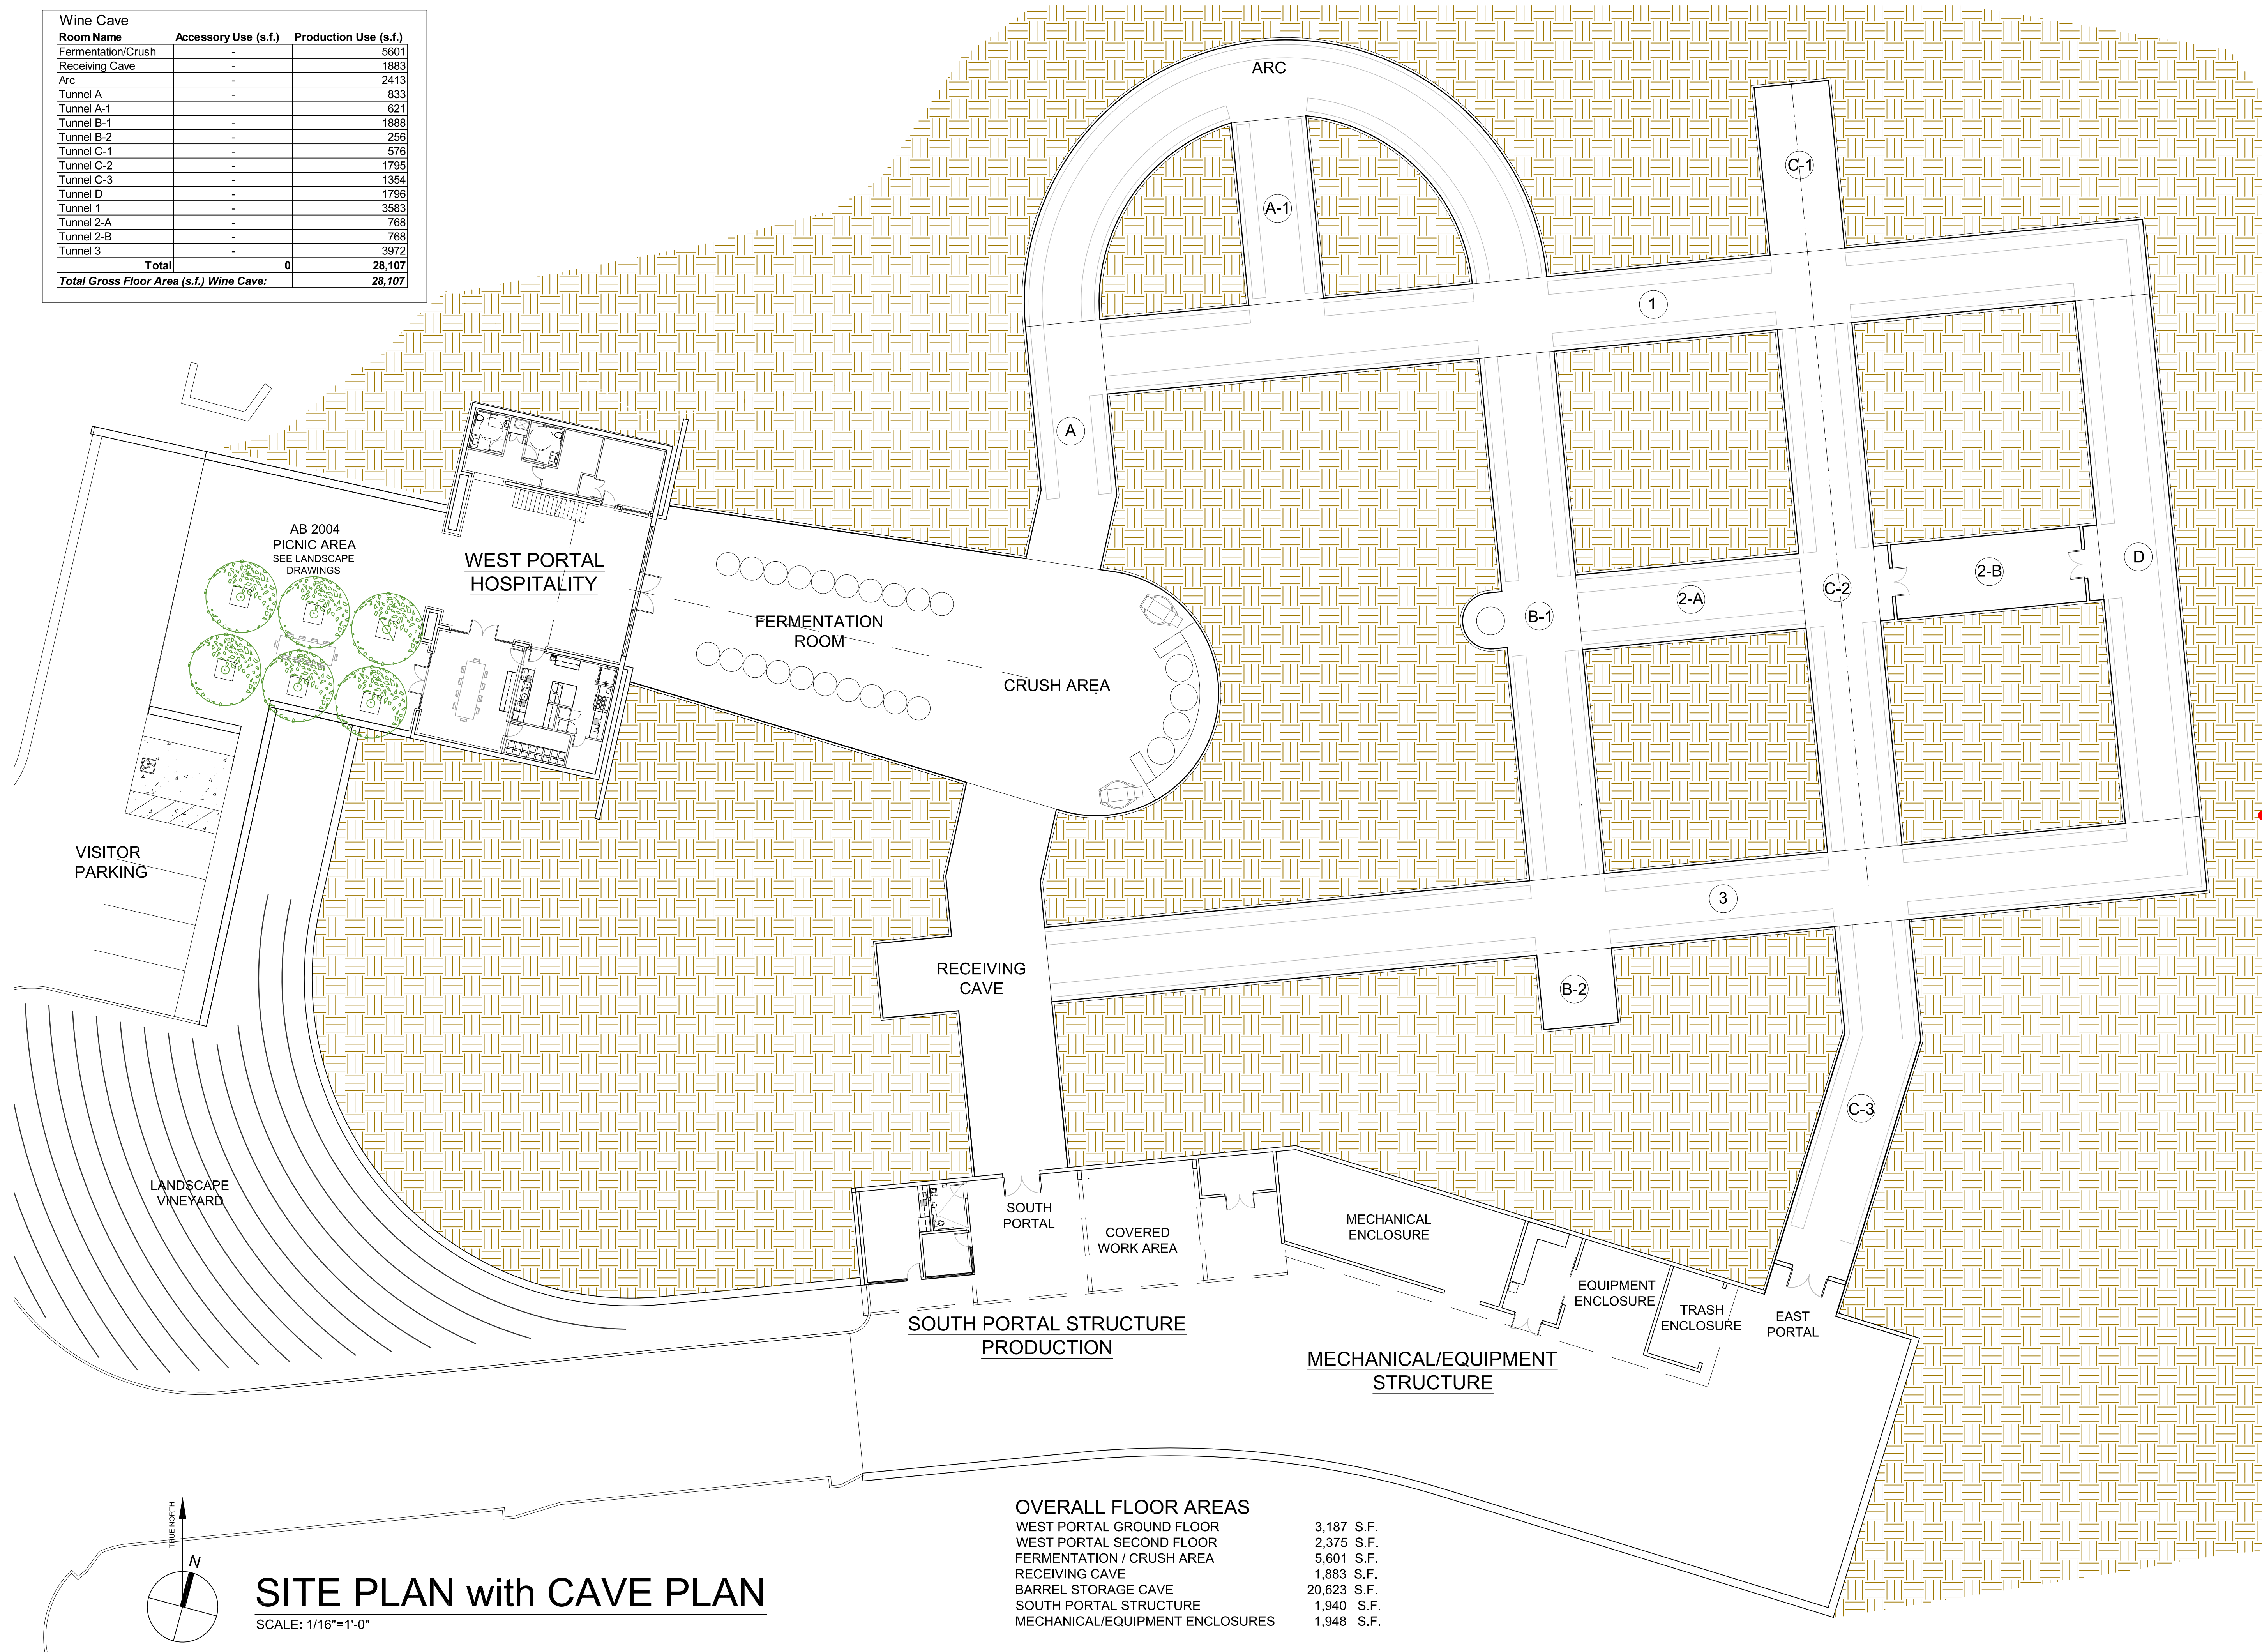 Wine Cave
Room Name Accessory Use (s.f.) Production Use (s.f.)
Fermentation/Crush - 5601
Receiving Cave - 1883
Arc - 2413
Tunnel A - 833
Tunnel A-1 621
Tunnel B-1 - 1888
Tunnel B-2 - 256
Tunnel C-1 - 576
Tunnel C-2 - 1795
Tunnel C-3 - 1354
Tunnel D - 1796
Tunnel 1 - 3583
Tunnel 2-A - 768
Tunnel 2-B - 768
Tunnel 3 - 3972
Total 0 28,107
Total Gross Floor Area (s.f.) Wine Cave: 28,107
ARC
C-1
A-1
1
A
AB 2004
PICNIC AREA
SEE LANDSCAPE
DRAWINGS
WEST PORTAL
HOSPITALITY
FERMENTATION
ROOM
CRUSH AREA
B-1
2-A
C-2
2-B
D
VISITOR
PARKING
3
RECEIVING
CAVE
B-2
C-3
LANDSCAPE
VINEYARD
SOUTH
PORTAL
COVERED
WORK AREA
MECHANICAL
ENCLOSURE
EQUIPMENT
ENCLOSURE
TRASH
ENCLOSURE
EAST
PORTAL
SOUTH PORTAL STRUCTURE
PRODUCTION
MECHANICAL/EQUIPMENT
STRUCTURE
TRUE NORTH
N
SITE PLAN with CAVE PLAN
SCALE: 1/16"=1'-0"
OVERALL FLOOR AREAS
WEST PORTAL GROUND FLOOR 3,187 S.F.
WEST PORTAL SECOND FLOOR 2,375 S.F.
FERMENTATION / CRUSH AREA 5,601 S.F.
RECEIVING CAVE 1,883 S.F.
BARREL STORAGE CAVE 20,623 S.F.
SOUTH PORTAL STRUCTURE 1,940 S.F.
MECHANICAL/EQUIPMENT ENCLOSURES 1,948 S.F.